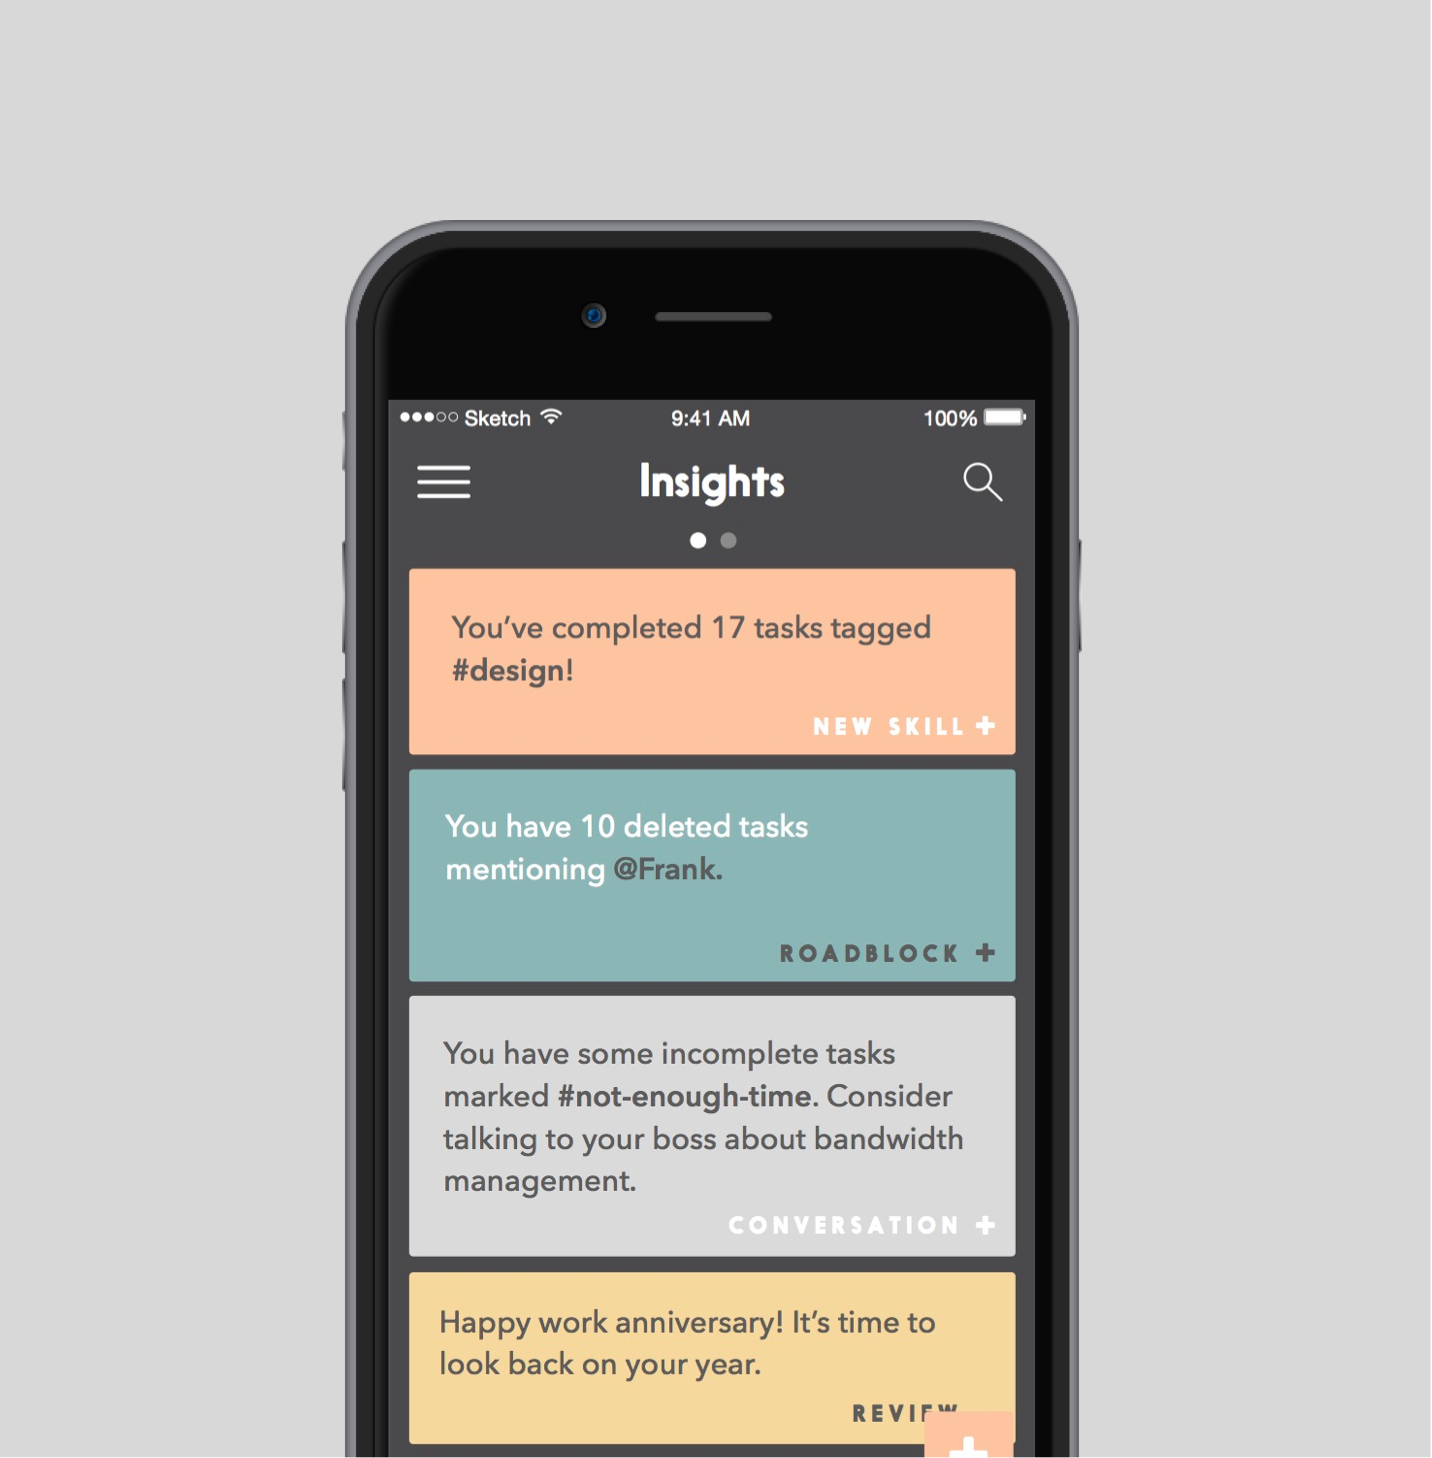 Sketch 9:41 AM 100%
Insights
You’ve completed 17 tasks tagged
#design!
NEW SKILL +
You have 10 deleted tasks
mentioning @Frank.
ROADBLOCK +
You have some incomplete tasks
marked #not-enough-time. Consider
talking to your boss about bandwidth
management.
CONVERSATION +
Happy work anniversary! It’s time to
look back on your year.
REVIEW